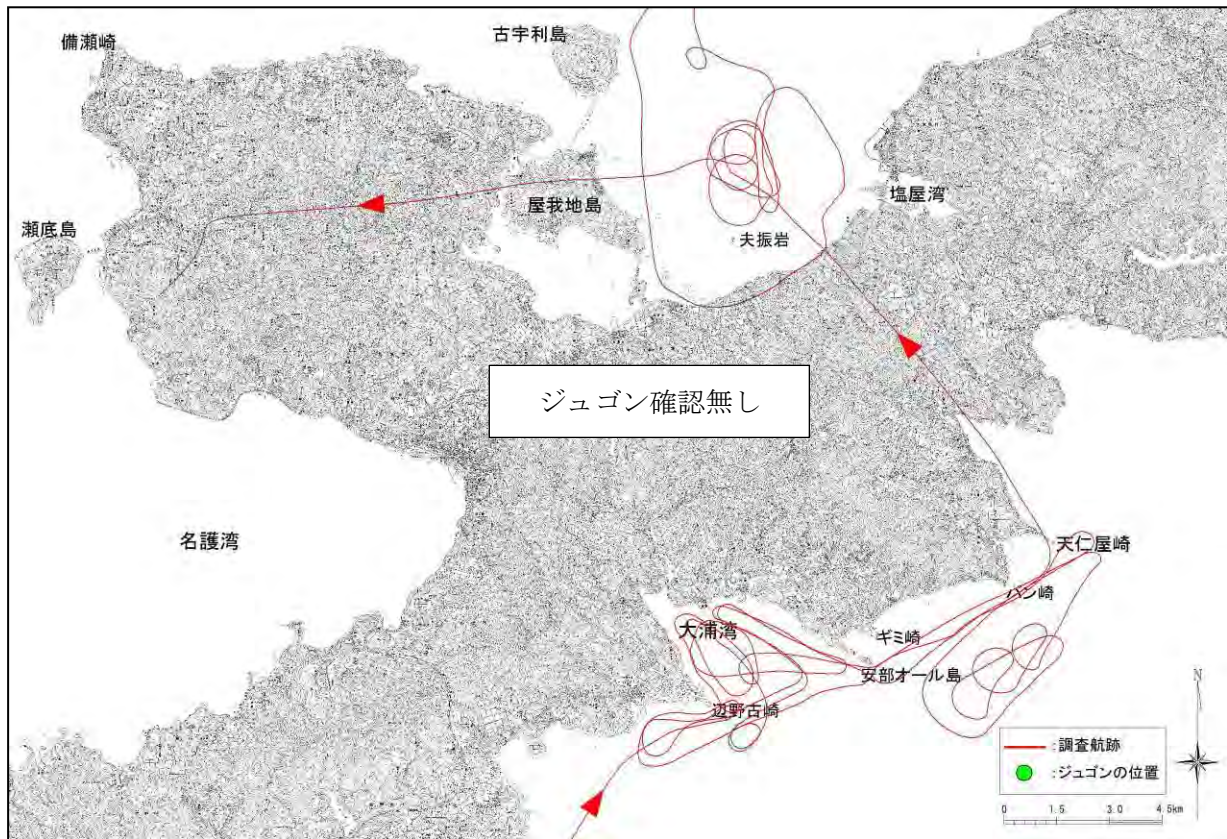 備瀬崎
古宇利島
瀬底島
屋我地島
塩屋湾
夫振岩
ジュゴン確認無し
名護湾
天仁屋崎
バン崎
ギミ崎
大浦湾
安部オール島
辺野古崎
N
:調査航跡
:ジュゴンの位置
0 1.5 3.0 4.5km